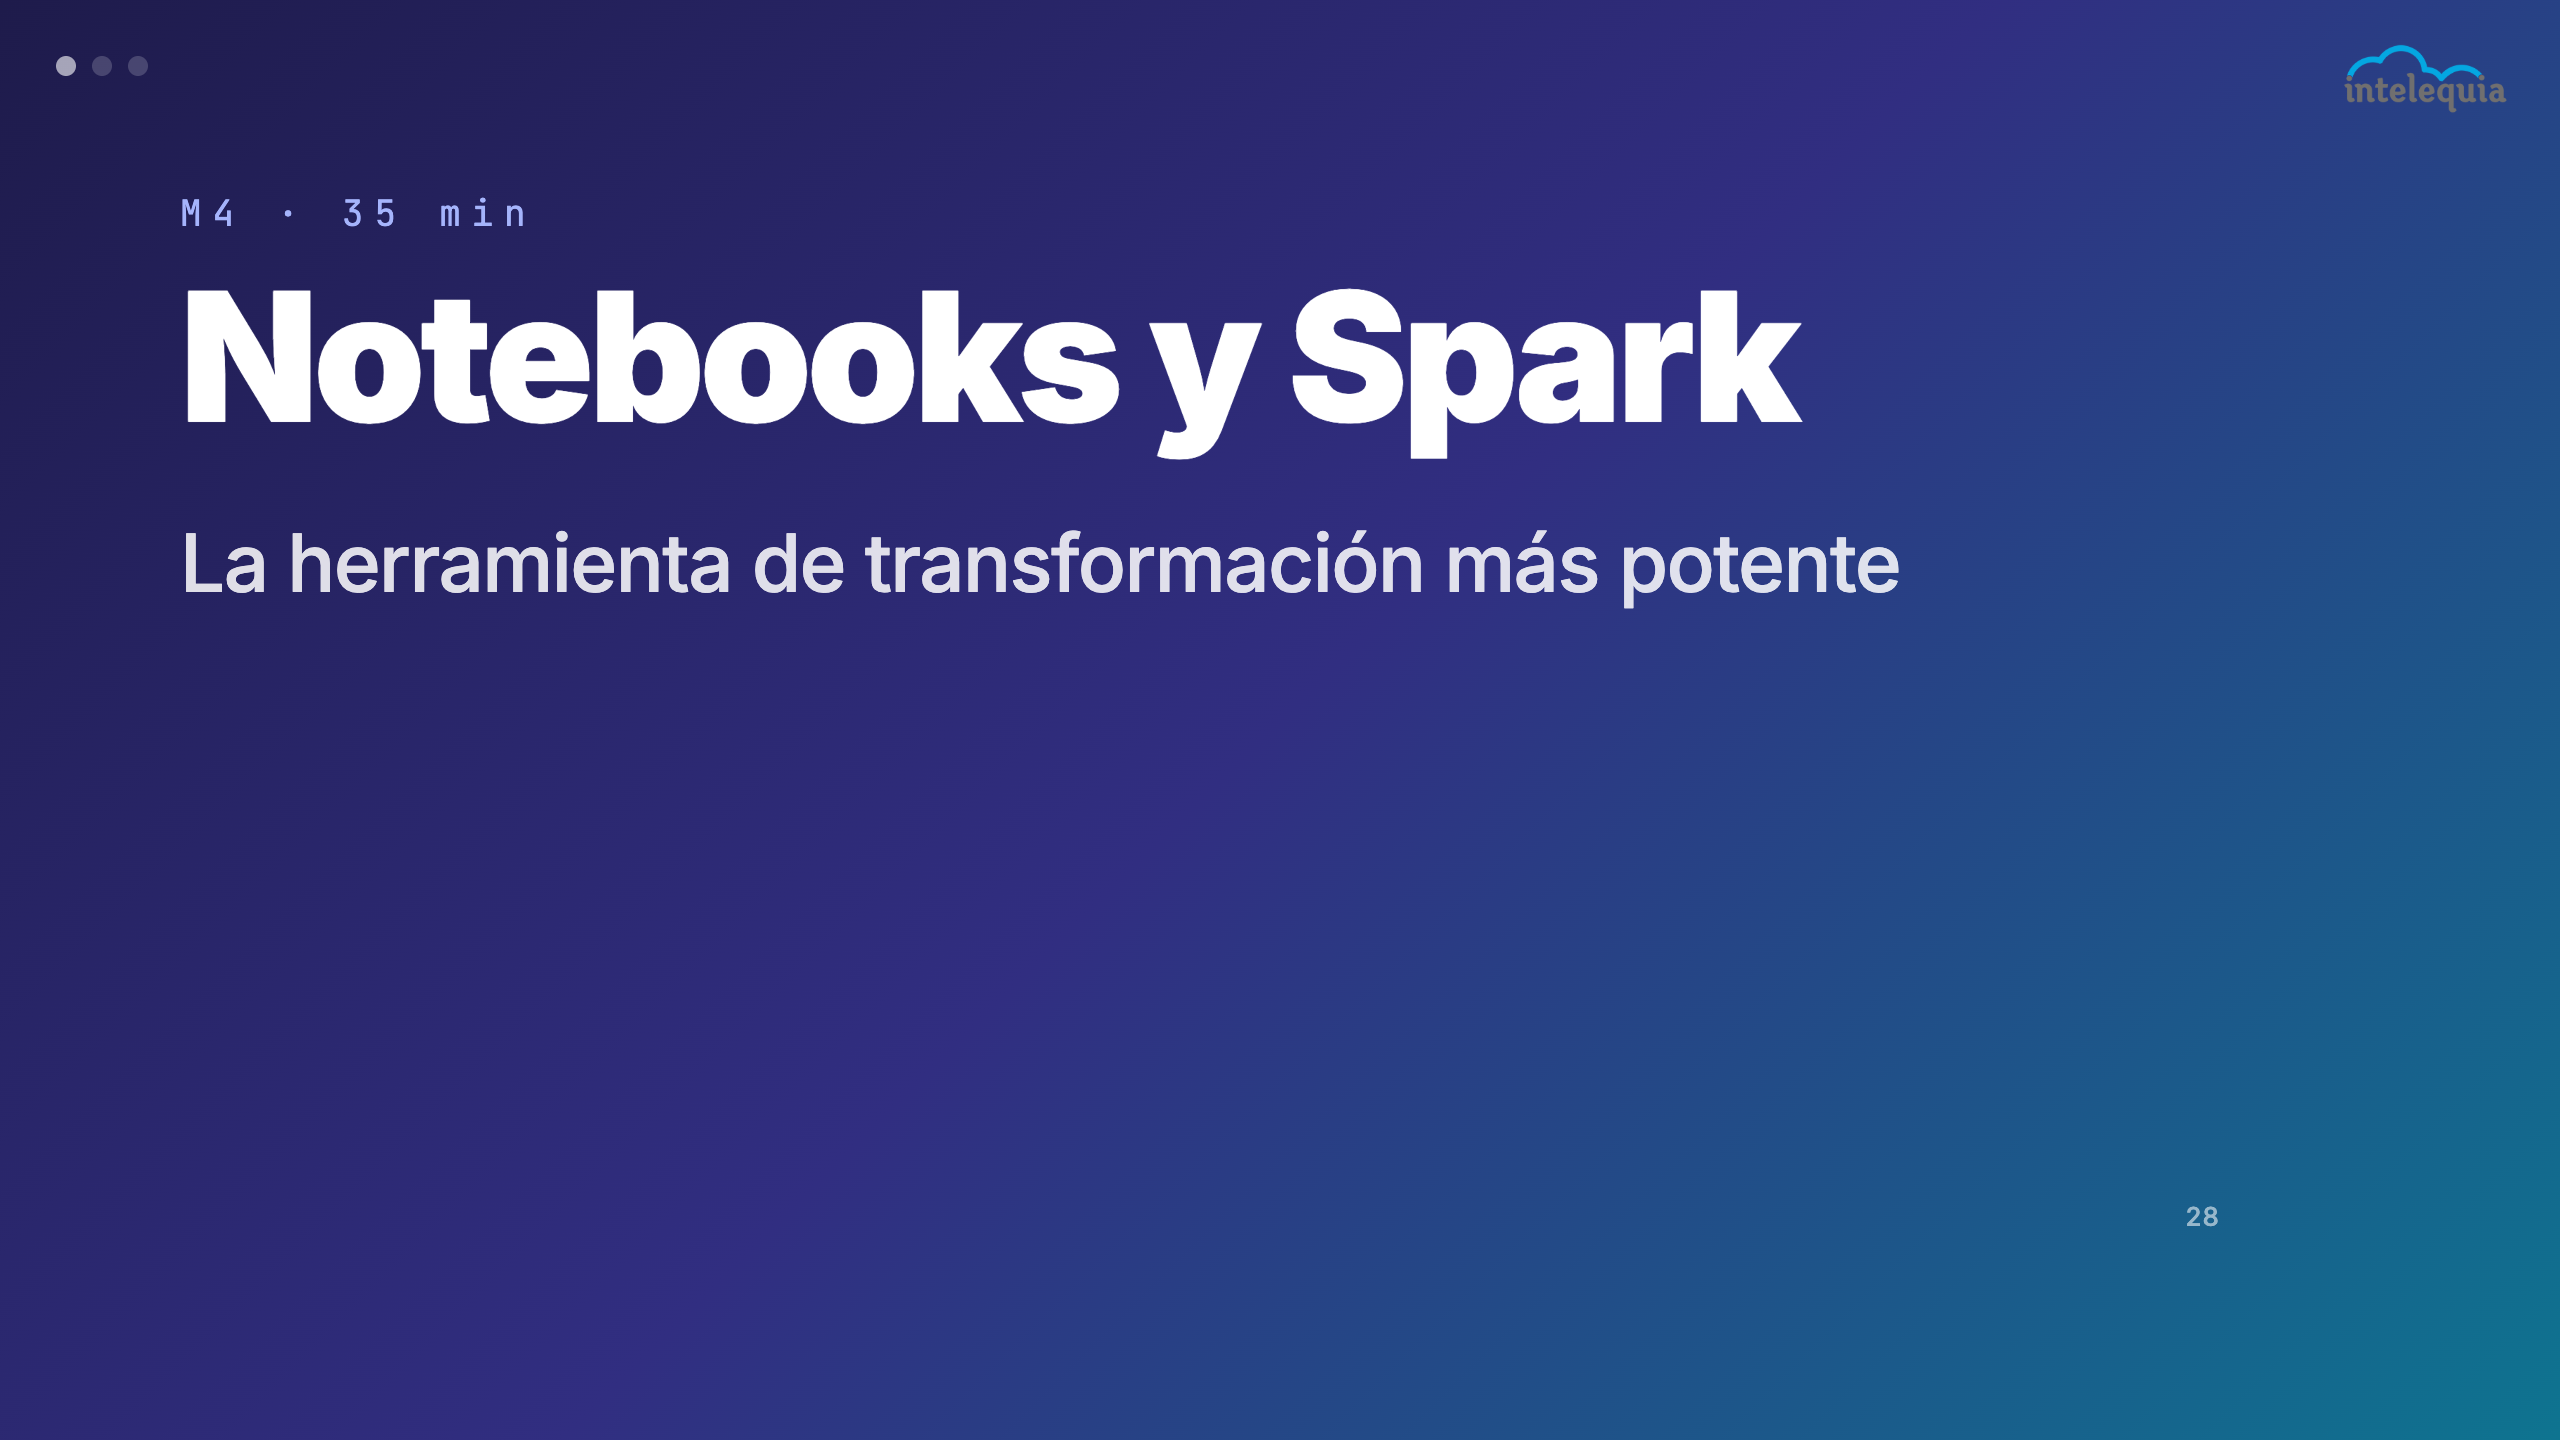 intelequia
M4 · 35 min
Notebooks y Spark
La herramienta de transformación más potente
28